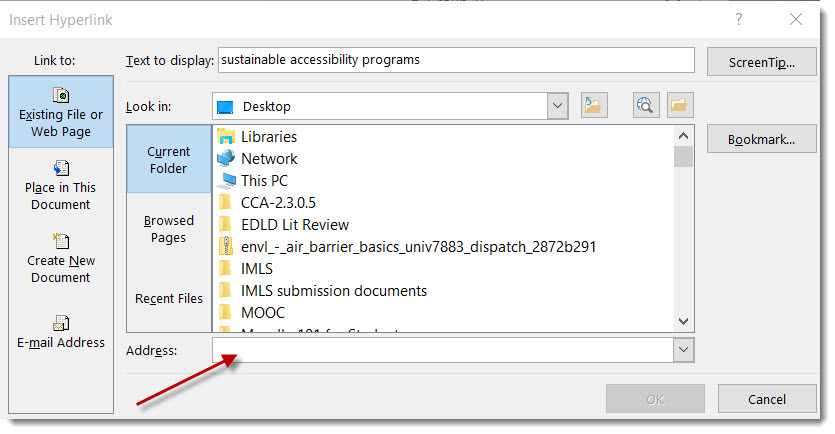 Insert Hyperlink
?
Link to:
Text to display: sustainable accessibility programs
ScreenTip...
Existing File or
Web Page
Look in: Desktop
Bookmark...
Place in This
Document
Create New
Document
E-mail Address
Current
Folder
Browsed
Pages
Recent Files
Libraries
Network
This PC
CCA-2.3.0.5
EDLD Lit Review
envl_-_air_barrier_basics_univ7883_dispatch_2872b291
IMLS
IMLS submission documents
MOOC
Address:
OK
Cancel